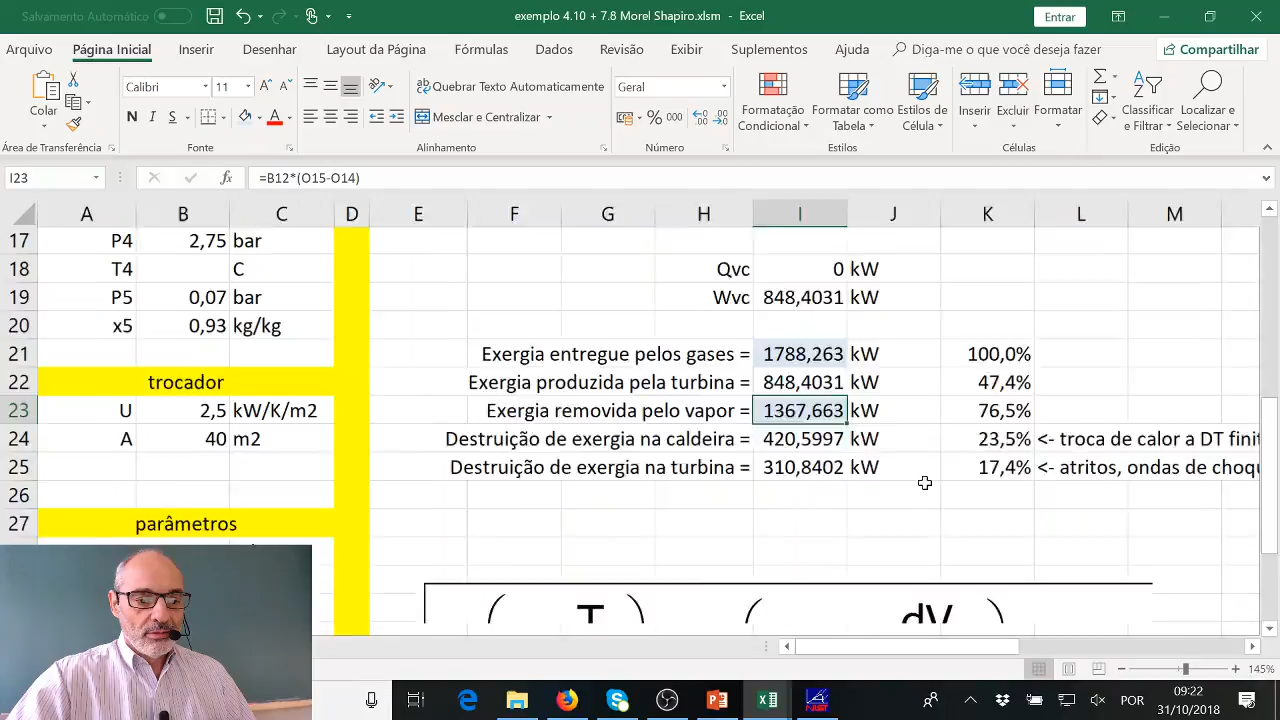 Salvamento Automático
exemplo 4.10 + 7.8 Morel Shapiro.xlsm - Excel
Entrar
Arquivo Página Inicial Inserir Desenhar Layout da Página Fórmulas Dados Revisão Exibir Suplementos Ajuda Diga-me o que você deseja fazer Compartilhar
Colar
Calibri 11
N I S
Quebrar Texto Automaticamente
Mesclar e Centralizar
Geral
% 000
Formatação Condicional
Formatar como Tabela
Estilos de Célula
Inserir
Excluir
Formatar
Classificar e Filtrar
Localizar e Selecionar
Área de Transferência Fonte Alinhamento Número Estilos Células Edição
I23 fx =B12*(O15-O14)
A B C D E F G H I J K L M
17 P4 2,75 bar
18 T4 C Qvc 0 kW
19 P5 0,07 bar Wvc 848,4031 kW
20 x5 0,93 kg/kg
21 Exergia entregue pelos gases = 1788,263 kW 100,0%
22 trocador Exergia produzida pela turbina = 848,4031 kW 47,4%
23 U 2,5 kW/K/m2 Exergia removida pelo vapor = 1367,663 kW 76,5%
24 A 40 m2 Destruição de exergia na caldeira = 420,5997 kW 23,5% <- troca de calor a DT finit
25 Destruição de exergia na turbina = 310,8402 kW 17,4% <- atritos, ondas de choqu
26
27 parâmetros
( T ) ( dV )
145%
POR
09:22
31/10/2018